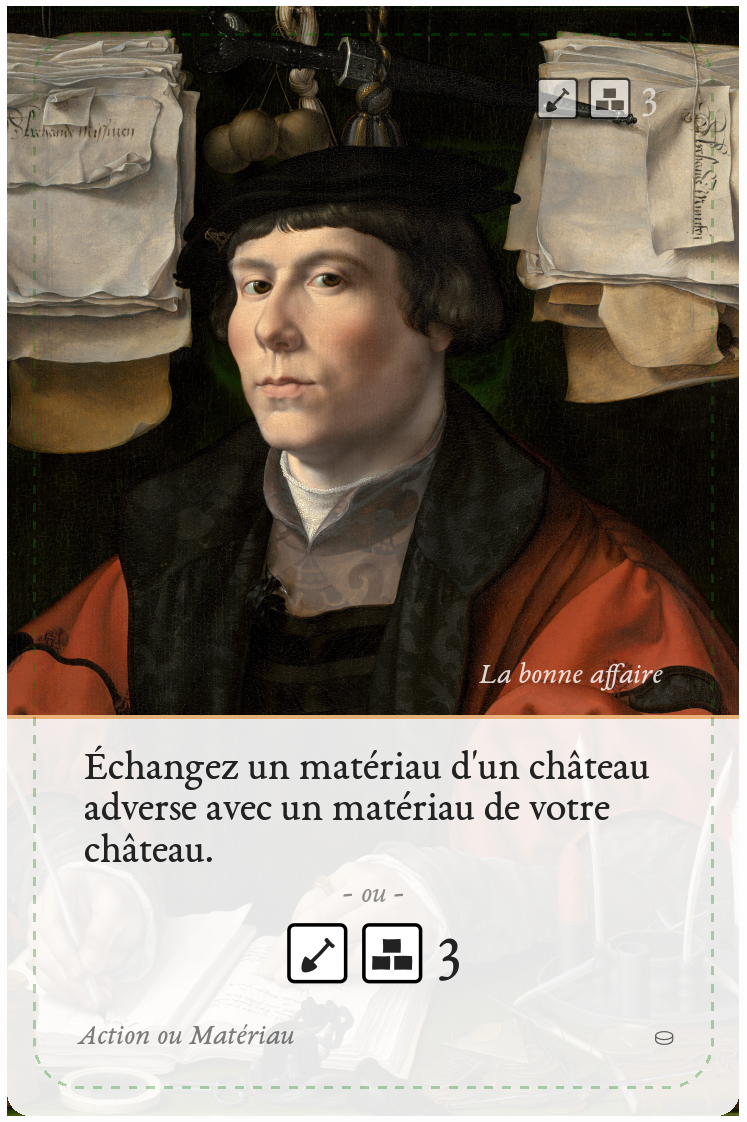 3
La bonne affaire
Échangez un matériau d'un château
adverse avec un matériau de votre
château.
- ou -
3
Action ou Matériau